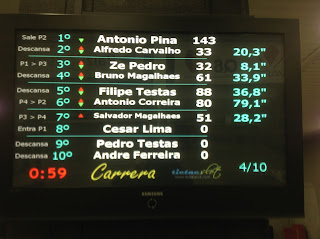 Sale P2 1º Antonio Pina 143
Descansa 2º Alfredo Carvalho 33 20,3"
P1 > P3 3º Ze Pedro 32 8,1"
Descansa 4º Bruno Magalhaes 61 33,9"
Descansa 5º Filipe Testas 88 36,8"
P4 > P2 6º Antonio Correira 80 79,1"
P3 > P4 7º Salvador Magalhaes 51 28,2"
Entra P1 8º Cesar Lima 0
Descansa 9º Pedro Testas 0
Descansa 10º Andre Ferreira 0
0:59 Carrera 4/10
SAMSUNG